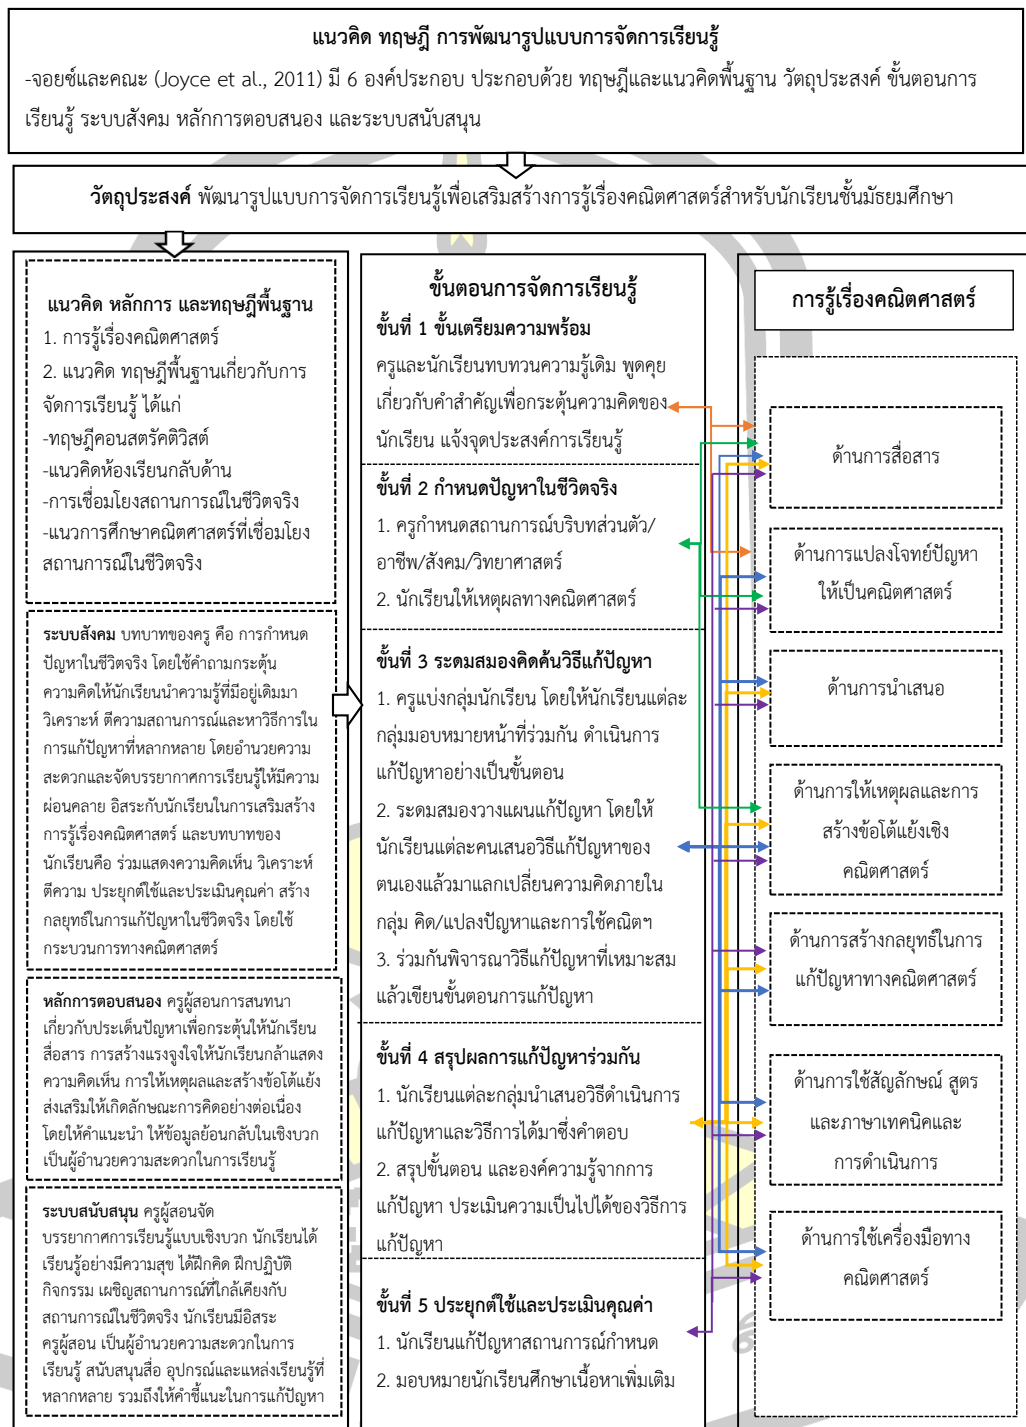 แนวคิด ทฤษฎี การพัฒนารูปแบบการจัดการเรียนรู้
-จอยซ์และคณะ (Joyce et al., 2011) มี 6 องค์ประกอบ ประกอบด้วย ทฤษฎีและแนวคิดพื้นฐาน วัตถุประสงค์ ขั้นตอนการ
เรียนรู้ ระบบสังคม หลักการตอบสนอง และระบบสนับสนุน
วัตถุประสงค์ พัฒนารูปแบบการจัดการเรียนรู้เพื่อเสริมสร้างการรู้เรื่องคณิตศาสตร์สำหรับนักเรียนชั้นมัธยมศึกษา
แนวคิด หลักการ และทฤษฎีพื้นฐาน
1. การรู้เรื่องคณิตศาสตร์
2. แนวคิด ทฤษฎีพื้นฐานเกี่ยวกับการ
จัดการเรียนรู้ ได้แก่
-ทฤษฎีคอนสตรัคติวิสต์
-แนวคิดห้องเรียนกลับด้าน
-การเชื่อมโยงสถานการณ์ในชีวิตจริง
-แนวการศึกษาคณิตศาสตร์ที่เชื่อมโยง
สถานการณ์ในชีวิตจริง
ระบบสังคม บทบาทของครู คือ การกำหนด
ปัญหาในชีวิตจริง โดยใช้คำถามกระตุ้น
ความคิดให้นักเรียนนำความรู้ที่มีอยู่เดิมมา
วิเคราะห์ ตีความสถานการณ์และหาวิธีการใน
การแก้ปัญหาที่หลากหลาย โดยอำนวยความ
สะดวกและจัดบรรยากาศการเรียนรู้ให้มีความ
ผ่อนคลาย อิสระกับนักเรียนในการเสริมสร้าง
การรู้เรื่องคณิตศาสตร์ และบทบาทของ
นักเรียนคือ ร่วมแสดงความคิดเห็น วิเคราะห์
ตีความ ประยุกต์ใช้และประเมินคุณค่า สร้าง
กลยุทธ์ในการแก้ปัญหาในชีวิตจริง โดยใช้
กระบวนการทางคณิตศาสตร์
หลักการตอบสนอง ครูผู้สอนการสนทนา
เกี่ยวกับประเด็นปัญหาเพื่อกระตุ้นให้นักเรียน
สื่อสาร การสร้างแรงจูงใจให้นักเรียนกล้าแสดง
ความคิดเห็น การให้เหตุผลและสร้างข้อโต้แย้ง
ส่งเสริมให้เกิดลักษณะการคิดอย่างต่อเนื่อง
โดยให้คำแนะนำ ให้ข้อมูลย้อนกลับในเชิงบวก
เป็นผู้อำนวยความสะดวกในการเรียนรู้
ระบบสนับสนุน ครูผู้สอนจัด
บรรยากาศการเรียนรู้แบบเชิงบวก นักเรียนได้
เรียนรู้อย่างมีความสุข ได้ฝึกคิด ฝึกปฏิบัติ
กิจกรรม เผชิญสถานการณ์ที่ใกล้เคียงกับ
สถานการณ์ในชีวิตจริง นักเรียนมีอิสระ
ครูผู้สอน เป็นผู้อำนวยความสะดวกในการ
เรียนรู้ สนับสนุนสื่อ อุปกรณ์และแหล่งเรียนรู้ที่
หลากหลาย รวมถึงให้คำชี้แนะในการแก้ปัญหา
ขั้นตอนการจัดการเรียนรู้
ขั้นที่ 1 ขั้นเตรียมความพร้อม
ครูและนักเรียนทบทวนความรู้เดิม พูดคุย
เกี่ยวกับคำสำคัญเพื่อกระตุ้นความคิดของ
นักเรียน แจ้งจุดประสงค์การเรียนรู้
ขั้นที่ 2 กำหนดปัญหาในชีวิตจริง
1. ครูกำหนดสถานการณ์บริบทส่วนตัว/
อาชีพ/สังคม/วิทยาศาสตร์
2. นักเรียนให้เหตุผลทางคณิตศาสตร์
ขั้นที่ 3 ระดมสมองคิดค้นวิธีแก้ปัญหา
1. ครูแบ่งกลุ่มนักเรียน โดยให้นักเรียนแต่ละ
กลุ่มมอบหมายหน้าที่ร่วมกัน ดำเนินการ
แก้ปัญหาอย่างเป็นขั้นตอน
2. ระดมสมองวางแผนแก้ปัญหา โดยให้
นักเรียนแต่ละคนเสนอวิธีแก้ปัญหาของ
ตนเองแล้วมาแลกเปลี่ยนความคิดภายใน
กลุ่ม คิด/แปลงปัญหาและการใช้คณิตฯ
3. ร่วมกันพิจารณาวิธีแก้ปัญหาที่เหมาะสม
แล้วเขียนขั้นตอนการแก้ปัญหา
ขั้นที่ 4 สรุปผลการแก้ปัญหาร่วมกัน
1. นักเรียนแต่ละกลุ่มนำเสนอวิธีดำเนินการ
แก้ปัญหาและวิธีการได้มาซึ่งคำตอบ
2. สรุปขั้นตอน และองค์ความรู้จากการ
แก้ปัญหา ประเมินความเป็นไปได้ของวิธีการ
แก้ปัญหา
ขั้นที่ 5 ประยุกต์ใช้และประเมินคุณค่า
1. นักเรียนแก้ปัญหาสถานการณ์กำหนด
2. มอบหมายนักเรียนศึกษาเนื้อหาเพิ่มเติม
การรู้เรื่องคณิตศาสตร์
ด้านการสื่อสาร
ด้านการแปลงโจทย์ปัญหา
ให้เป็นคณิตศาสตร์
ด้านการนำเสนอ
ด้านการให้เหตุผลและการ
สร้างข้อโต้แย้งเชิง
คณิตศาสตร์
ด้านการสร้างกลยุทธ์ในการ
แก้ปัญหาทางคณิตศาสตร์
ด้านการใช้สัญลักษณ์ สูตร
และภาษาเทคนิคและ
การดำเนินการ
ด้านการใช้เครื่องมือทาง
คณิตศาสตร์